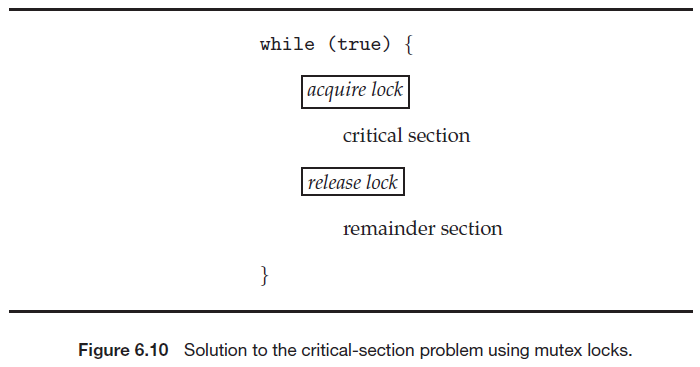 while (true) {
acquire lock
critical section
release lock
remainder section
}
Figure 6.10 Solution to the critical-section problem using mutex locks.